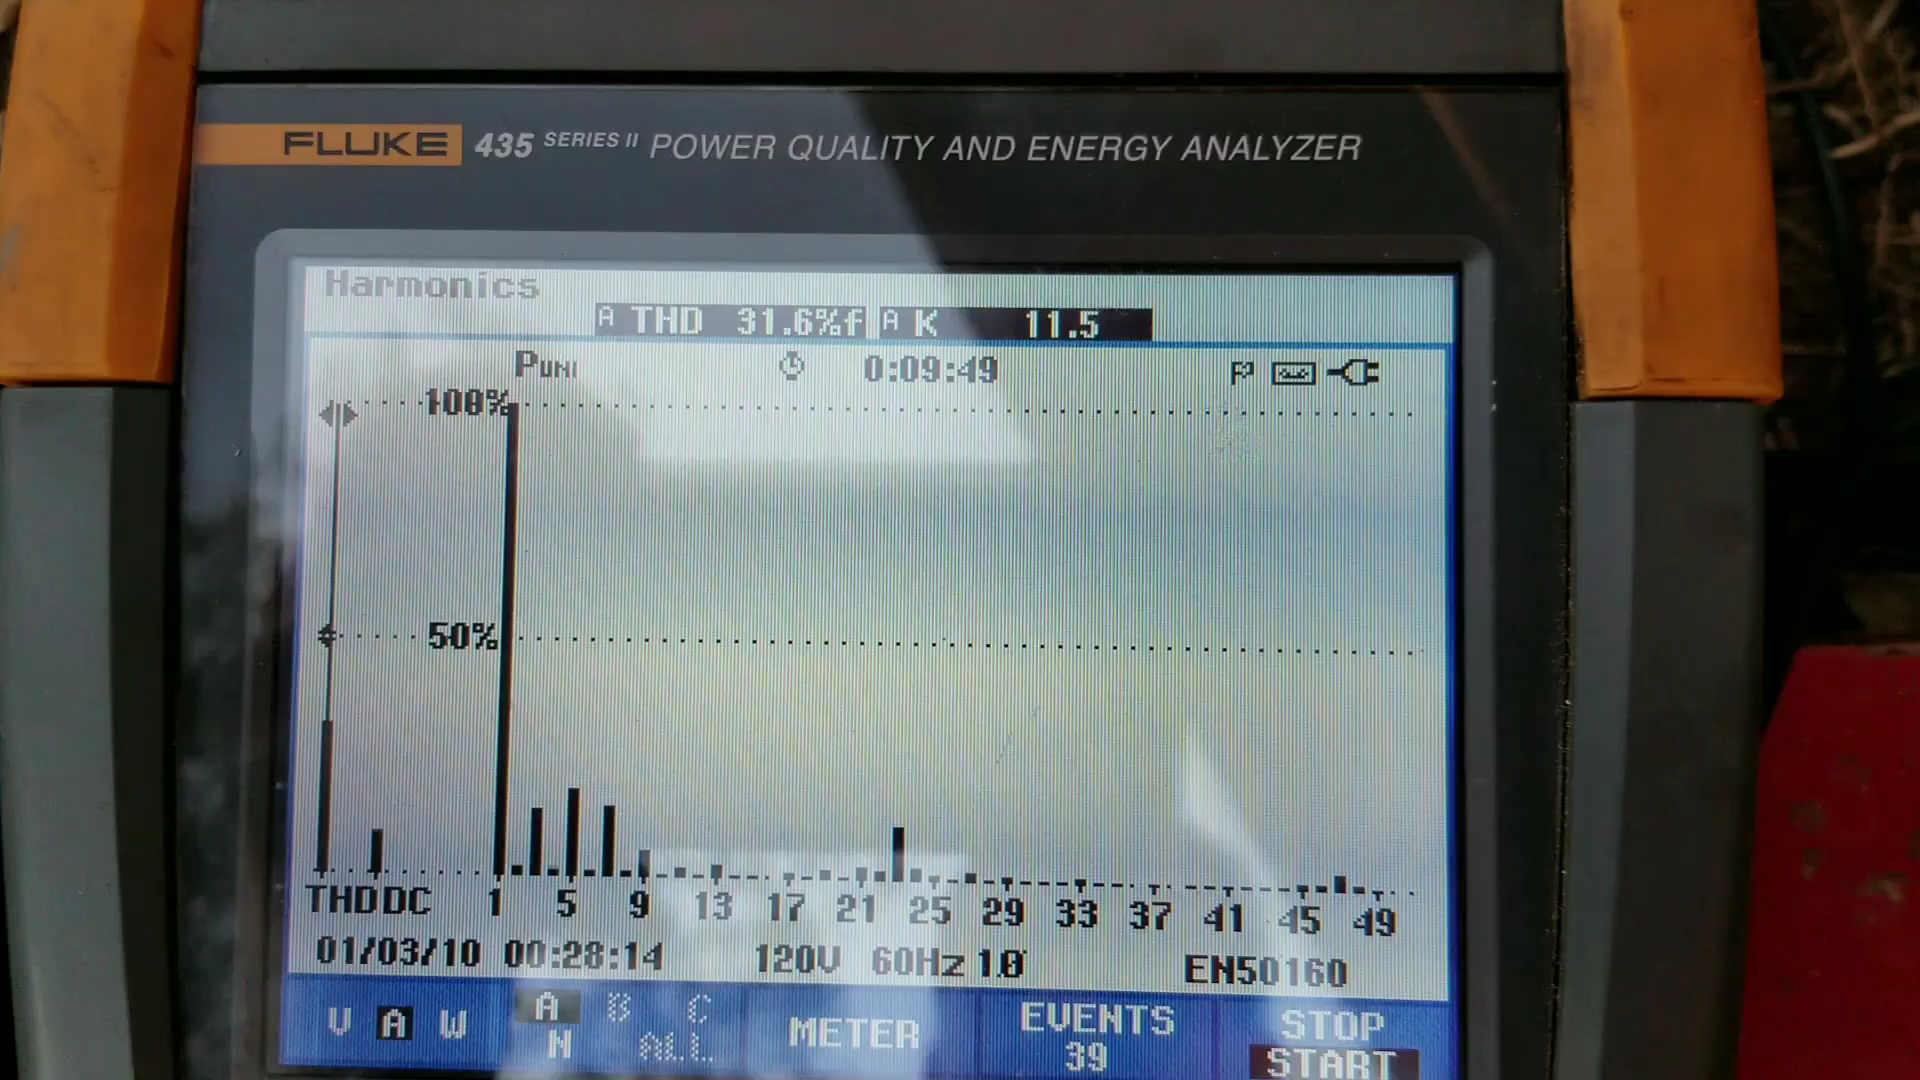 FLUKE 435 SERIES II POWER QUALITY AND ENERGY ANALYZER
Harmonics
A THD 31.6%f A K 11.5
PUNI 0:09:49
100%
50%
THD DC 1 5 9 13 17 21 25 29 33 37 41 45 49
01/03/10 00:28:14 120V 60Hz 1Ø EN50160
V A W A B C N ALL METER EVENTS 39 STOP START